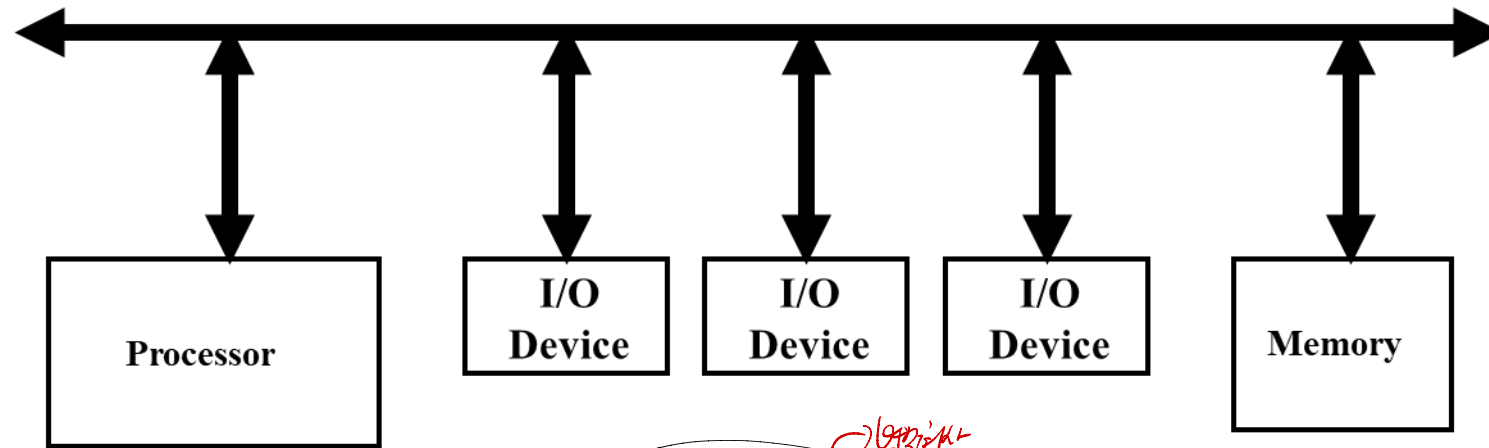 Processor
I/O
Device
I/O
Device
I/O
Device
Memory